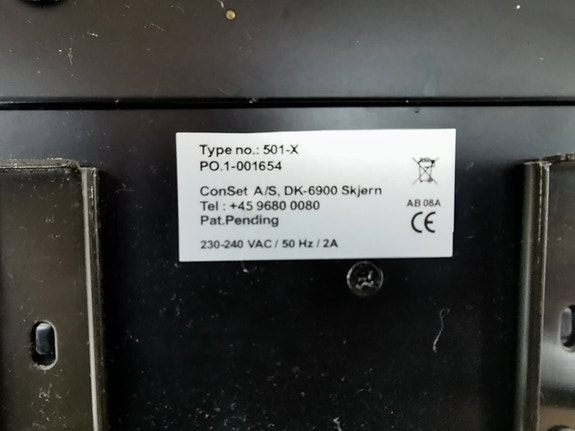 Type no.: 501-X
PO.1-001654
ConSet A/S, DK-6900 Skjern
Tel : +45 9680 0080
Pat.Pending
230-240 VAC / 50 Hz / 2A
AB 08A
CE